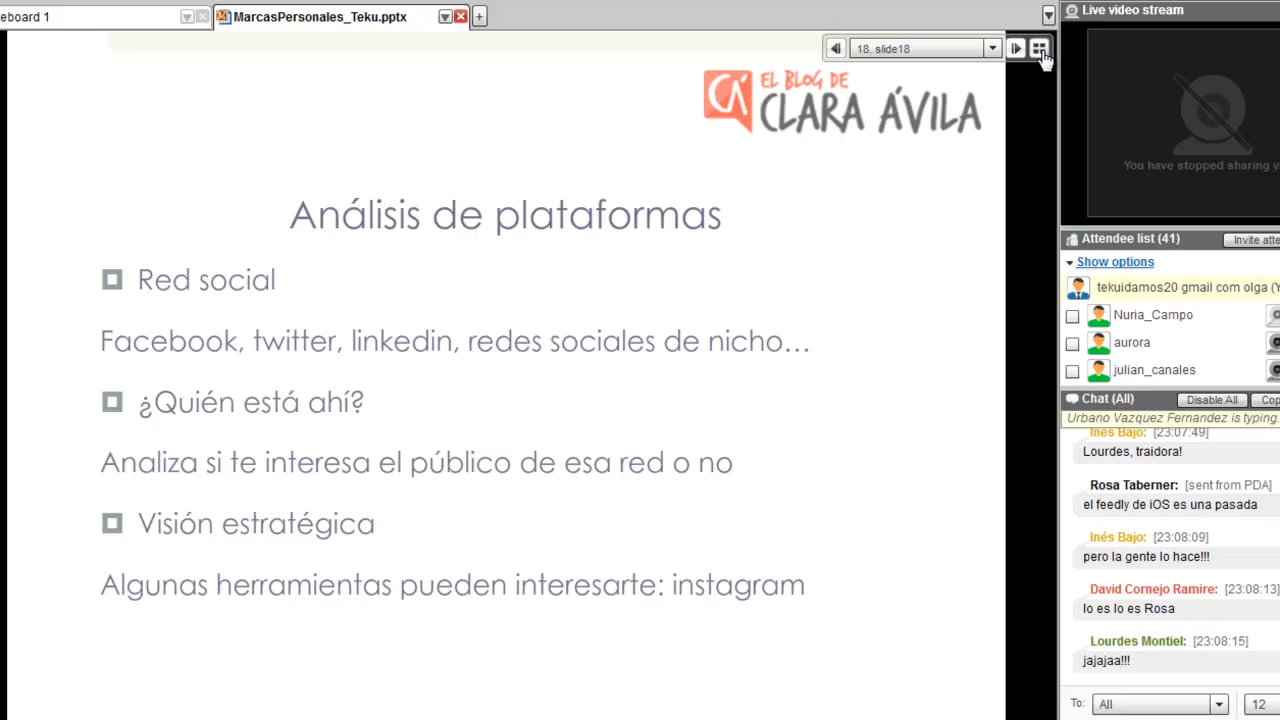 eboard 1
MarcasPersonales_Teku.pptx
18. slide18
EL BLOG DE
CLARA ÁVILA
CÁ
Análisis de plataformas
Red social
Facebook, twitter, linkedin, redes sociales de nicho...
¿Quién está ahí?
Analiza si te interesa el público de esa red o no
Visión estratégica
Algunas herramientas pueden interesarte: instagram
Live video stream
You have stopped sharing v
Attendee list (41)
Invite atte
Show options
tekuidamos20 gmail com olga (Y
Nuria_Campo
aurora
julian_canales
Chat (All)
Disable All
Cop
Urbano Vazquez Fernandez is typing.
Inés Bajo: [23:07:49]
Lourdes, traidora!
Rosa Taberner: [sent from PDA]
el feedly de iOS es una pasada
Inés Bajo: [23:08:09]
pero la gente lo hace!!!
David Cornejo Ramire: [23:08:13]
lo es lo es Rosa
Lourdes Montiel: [23:08:15]
jajajaa!!!
To:
All
12